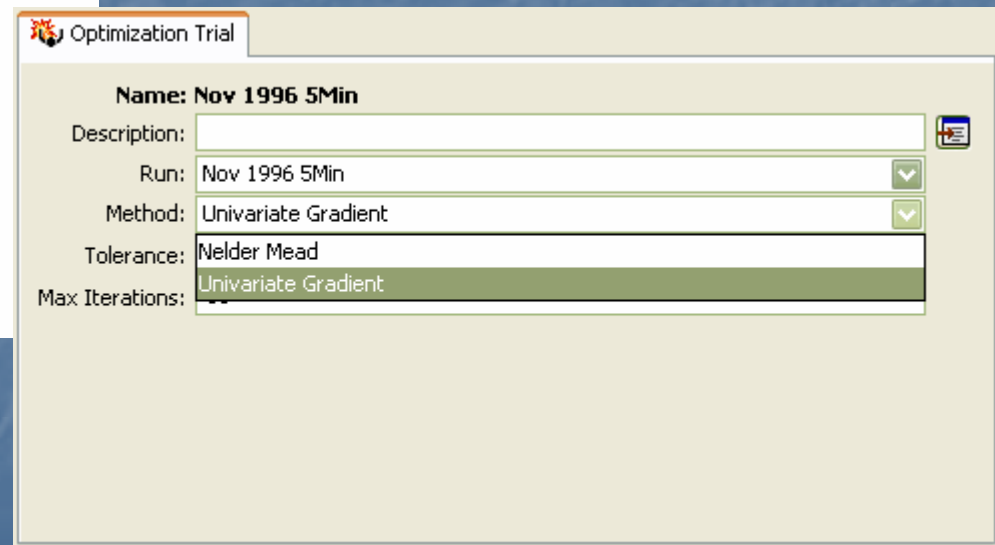 Optimization Trial
Name: Nov 1996 5Min
Description:
Run: Nov 1996 5Min
Method: Univariate Gradient
Tolerance: Nelder Mead
Univariate Gradient
Max Iterations: